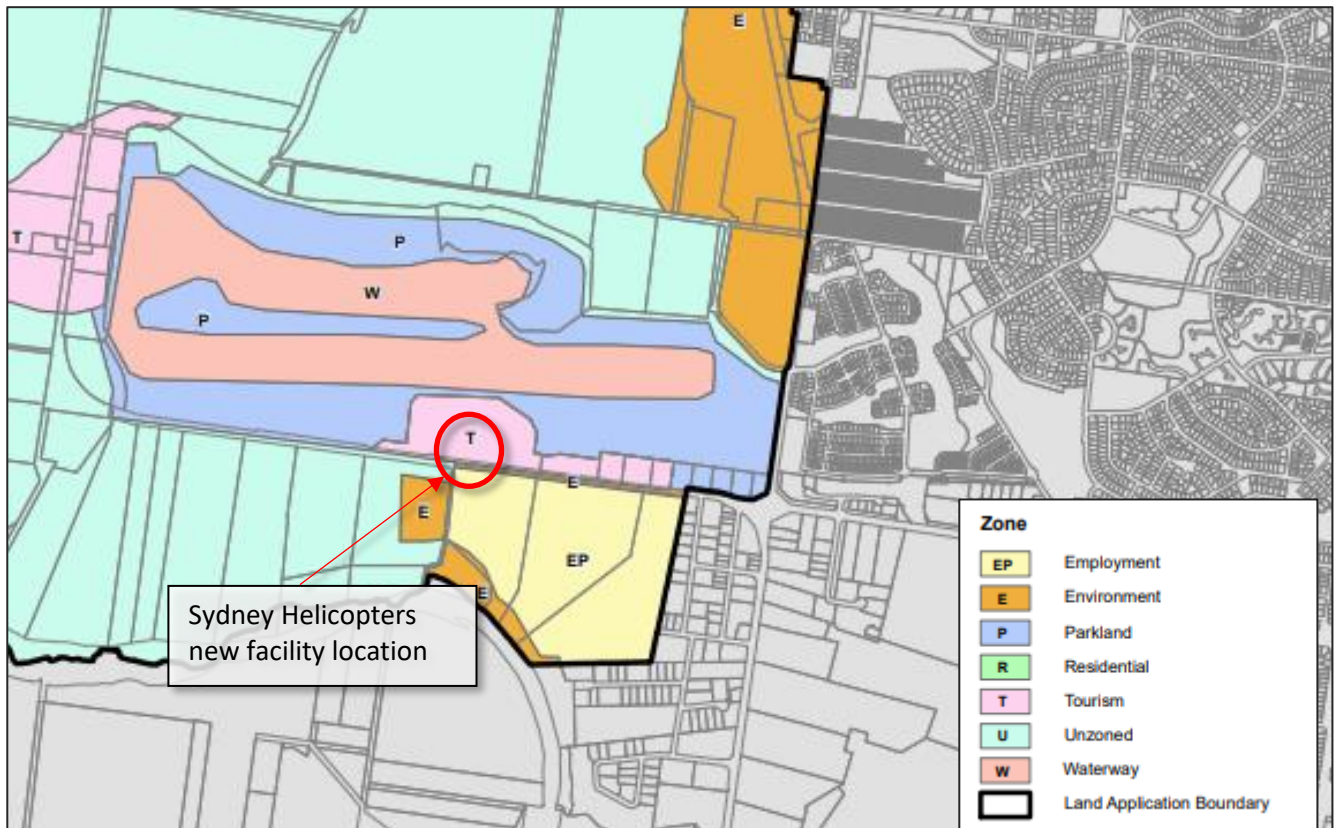 E
T
P
W
P
T
E
E
EP
E
Sydney Helicopters
new facility location
Zone
EP Employment
E Environment
P Parkland
R Residential
T Tourism
U Unzoned
W Waterway
Land Application Boundary